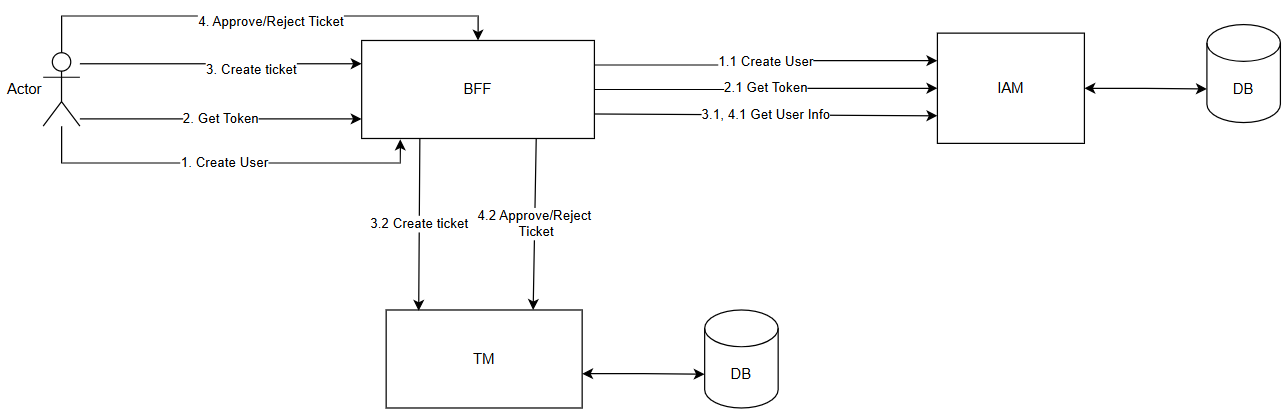 4. Approve/Reject Ticket
3. Create ticket
Actor
2. Get Token
1. Create User
BFF
1.1 Create User
2.1 Get Token
3.1, 4.1 Get User Info
IAM
DB
3.2 Create ticket
4.2 Approve/Reject
Ticket
TM
DB